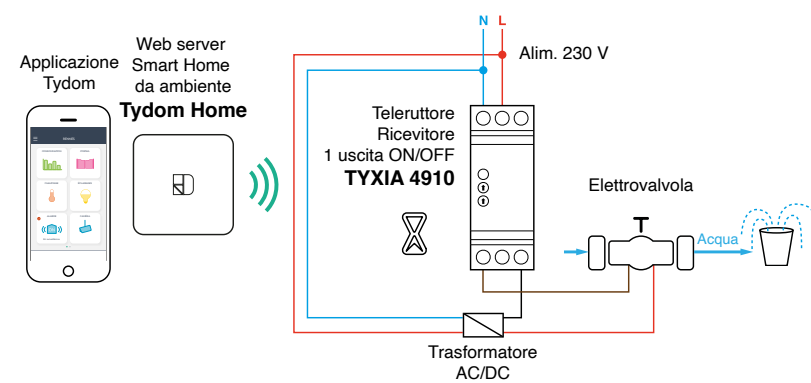 N L
Alim. 230 V
Applicazione
Tydom
Web server
Smart Home
da ambiente
Tydom Home
Teleruttore
Ricevitore
1 uscita ON/OFF
TYXIA 4910
Elettrovalvola
Acqua
Trasformatore
AC/DC